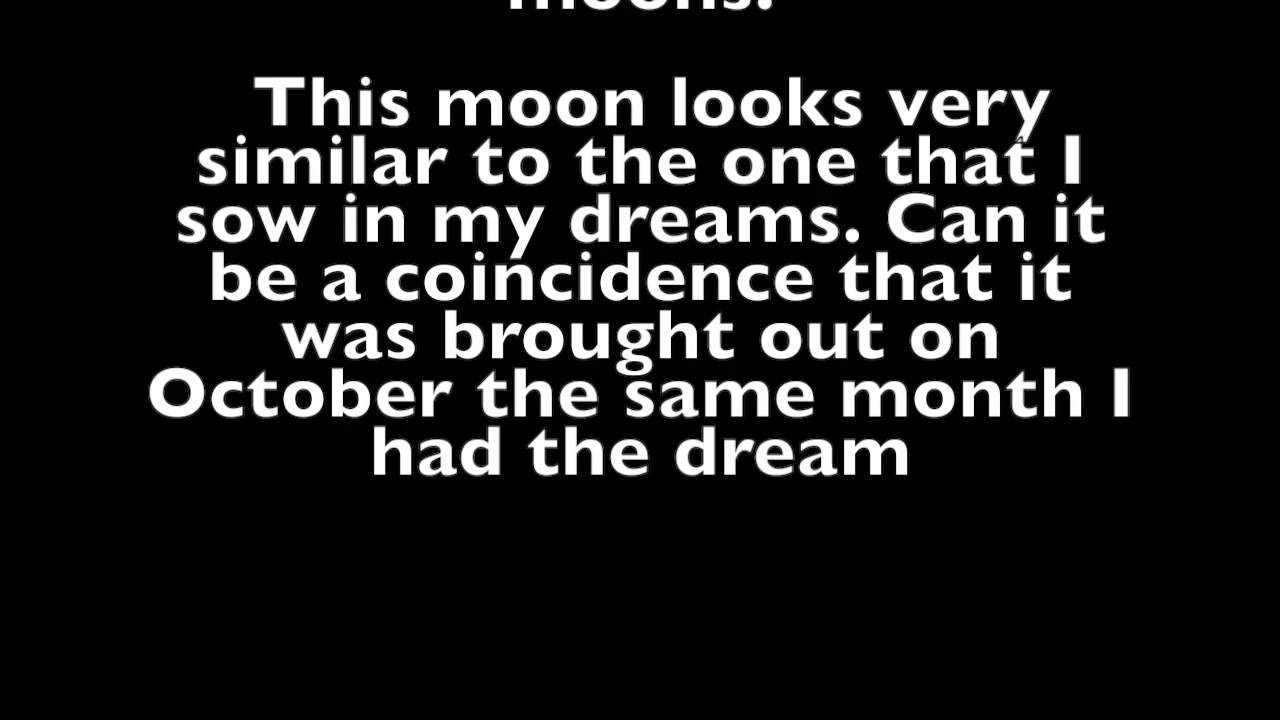 moons.
This moon looks very
similar to the one that I
sow in my dreams. Can it
be a coincidence that it
was brought out on
October the same month I
had the dream